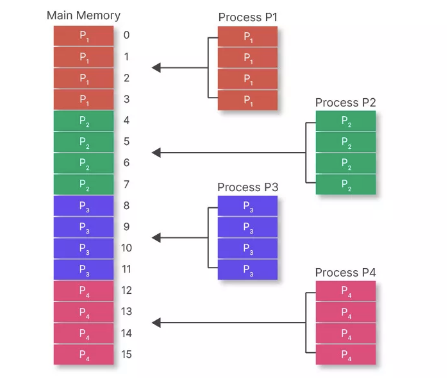 Main Memory
P1 0
P1 1
P1 2
P1 3
P2 4
P2 5
P2 6
P2 7
P3 8
P3 9
P3 10
P3 11
P4 12
P4 13
P4 14
P4 15
Process P1
P1
P1
P1
P1
Process P2
P2
P2
P2
P2
Process P3
P3
P3
P3
P3
Process P4
P4
P4
P4
P4